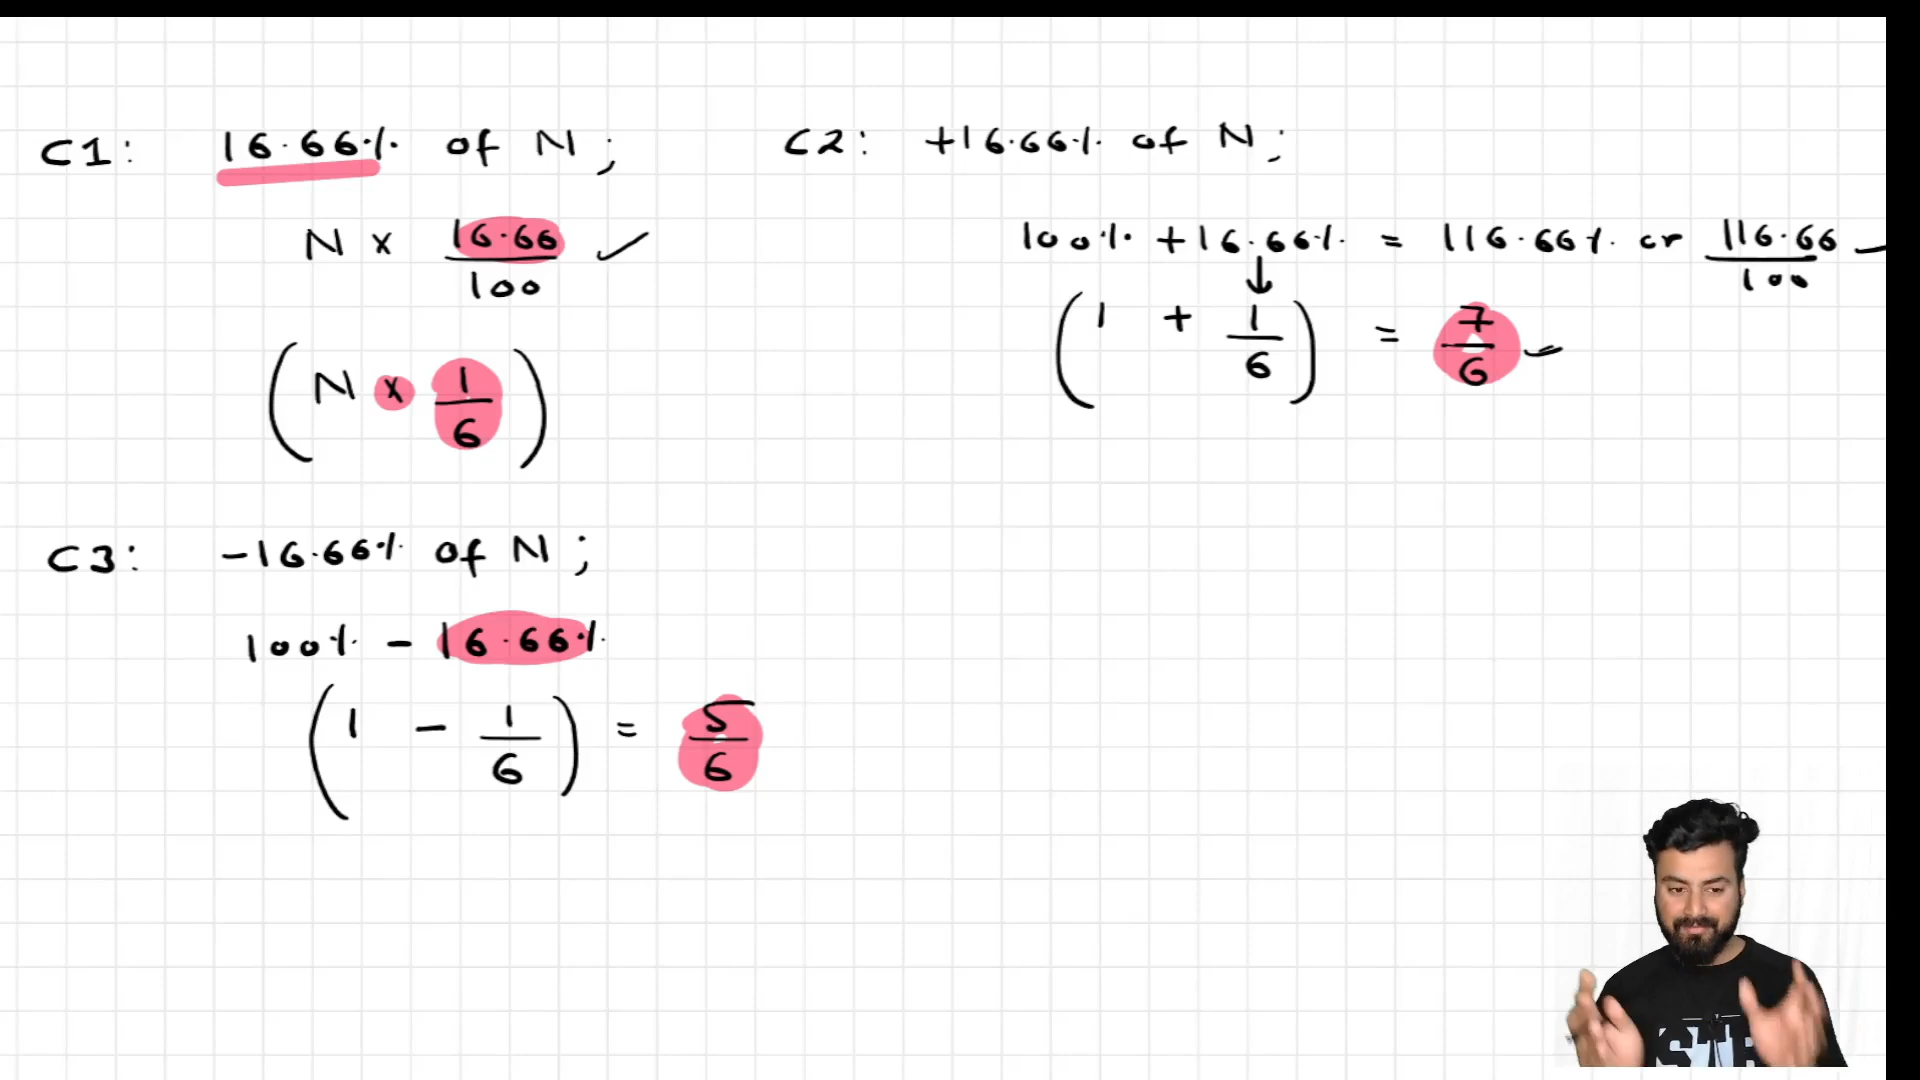 C1: 16.66% of N;
N × 16.66/100
(N × 1/6)
C2: +16.66% of N;
100% + 16.66% = 116.66% or 116.66/100
(1 + 1/6) = 7/6
C3: -16.66% of N;
100% - 16.66%
(1 - 1/6) = 5/6